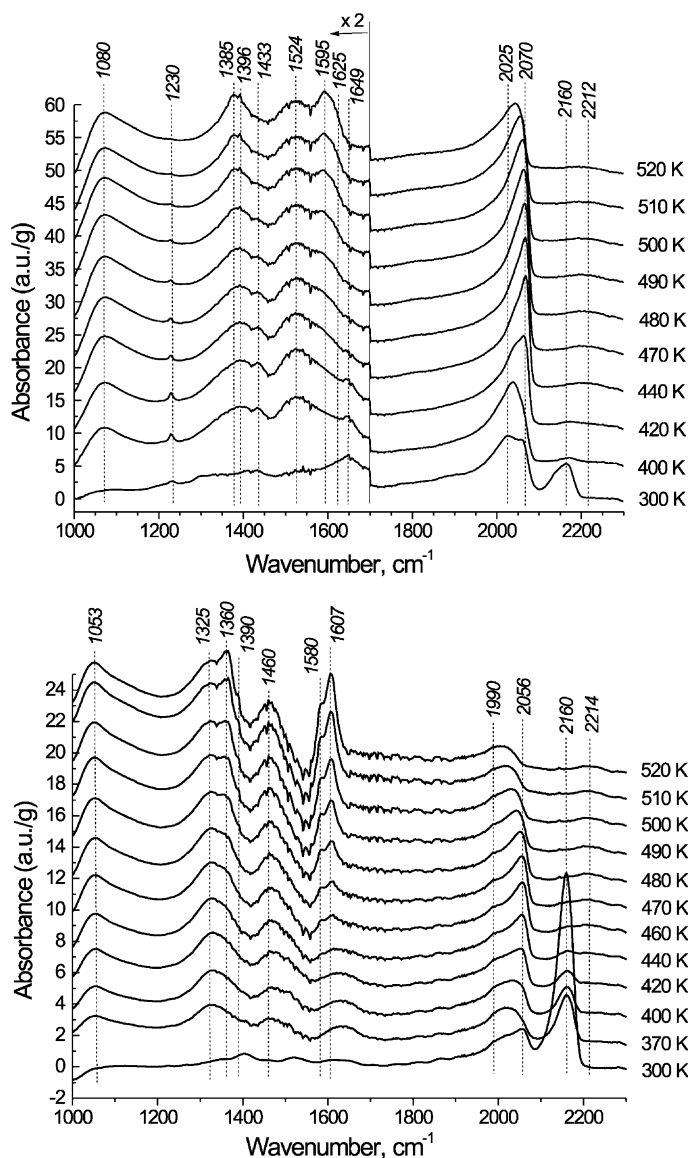 x 2
1080
1230
1385
1396
1433
1524
1595
1625
1649
2025
2070
2160
2212
60
55
50
45
40
35
30
25
20
15
10
5
0
Absorbance (a.u./g)
520 K
510 K
500 K
490 K
480 K
470 K
440 K
420 K
400 K
300 K
1000 1200 1400 1600 2000 2200
Wavenumber, cm-1
1053
1325
1360
1390
1460
1580
1607
1990
2056
2160
2214
24
22
20
18
16
14
12
10
8
6
4
2
0
-2
Absorbance (a.u./g)
520 K
510 K
500 K
490 K
480 K
470 K
460 K
440 K
420 K
400 K
370 K
300 K
1000 1200 1400 1600 2000 2200
Wavenumber, cm-1